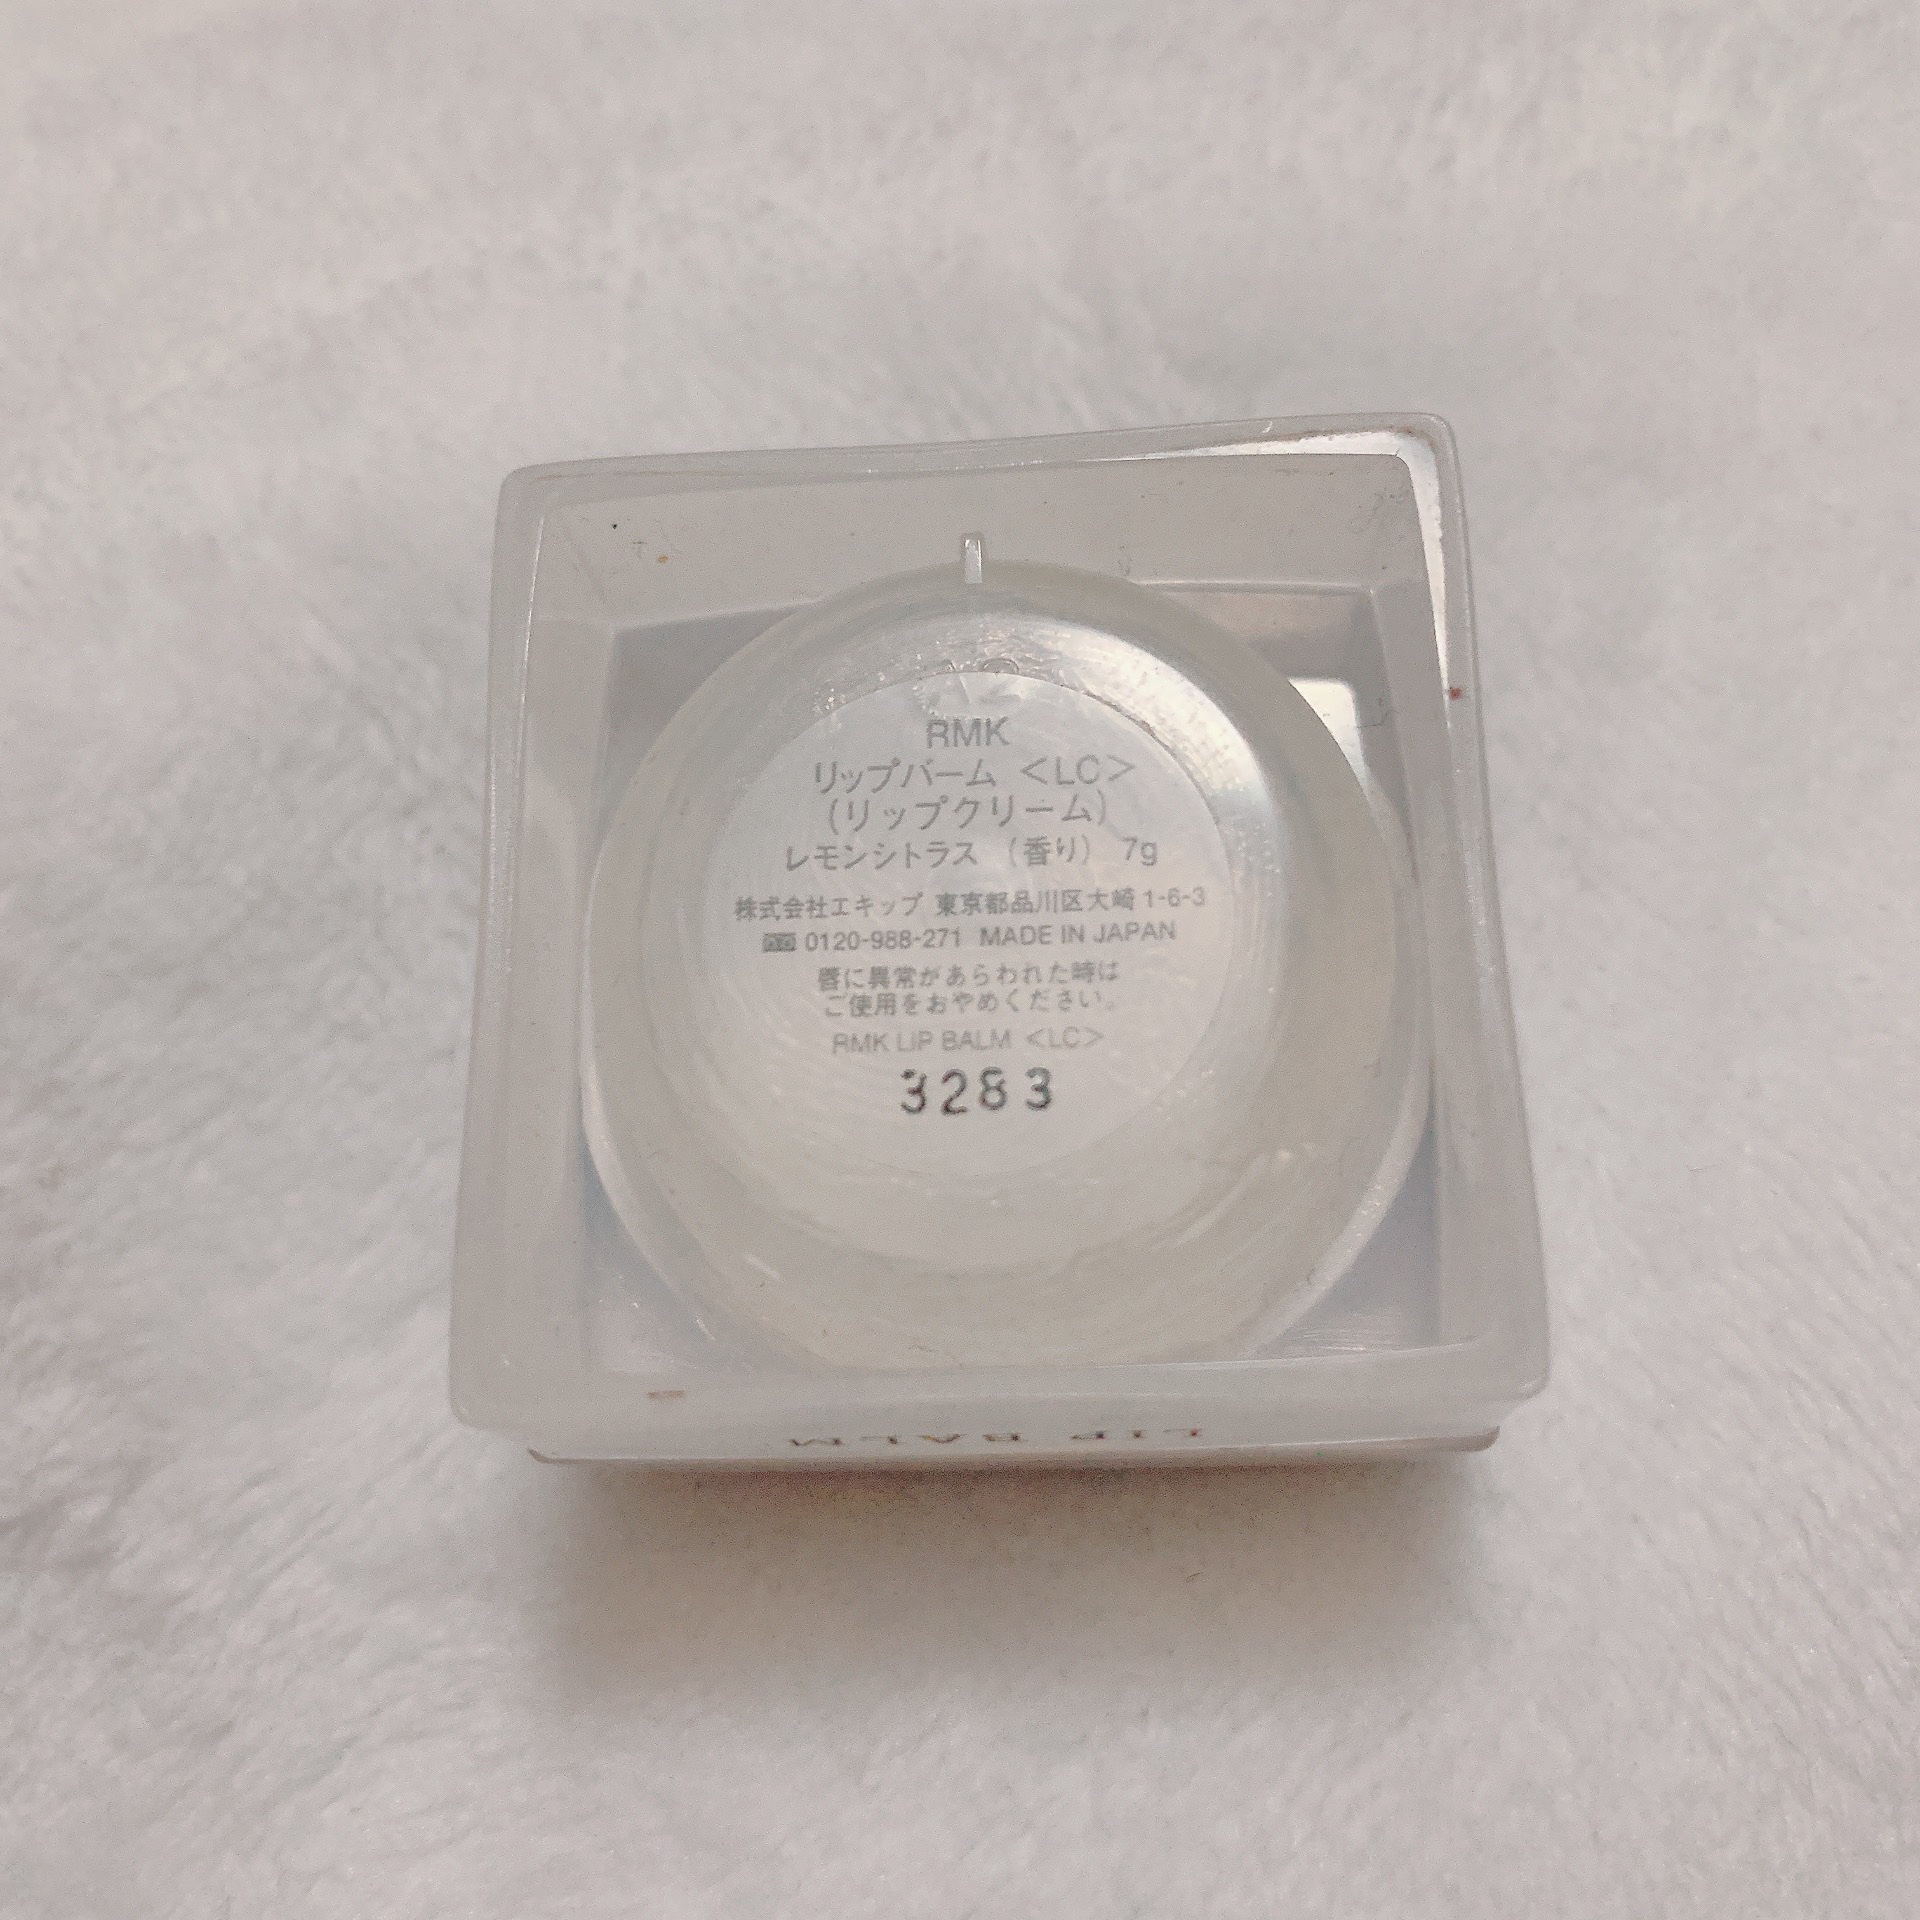 RMK
リップバーム <LC>
(リップクリーム)
レモンシトラス (香り) 7g
株式会社エキップ 東京都品川区大崎 1-6-3
0120-988-271 MADE IN JAPAN
唇に異常があらわれた時は
ご使用をおやめください。
RMK LIP BALM <LC>
3283
LIP BALM